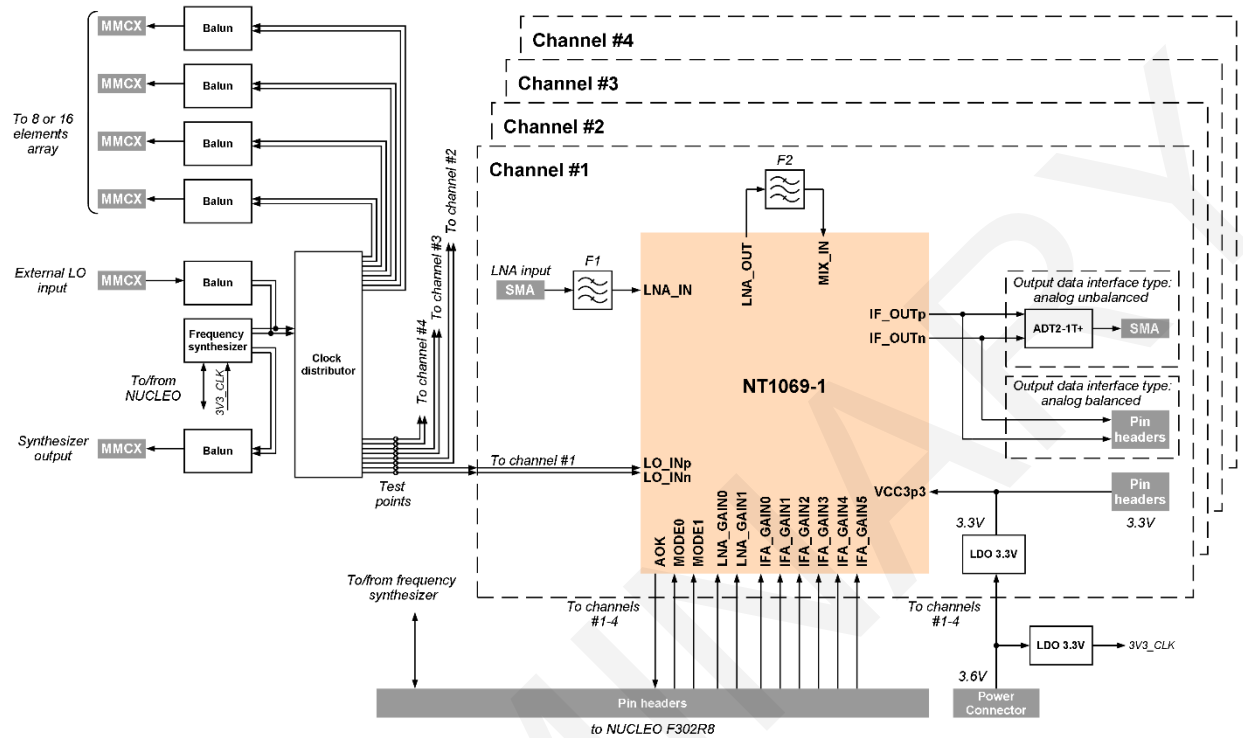 MMCX
Balun
MMCX
Balun
To 8 or 16
elements
array
MMCX
Balun
MMCX
Balun
External LO
input
MMCX
Balun
Frequency
synthesizer
To/from
NUCLEO
3V3_CLK
Synthesizer
output
MMCX
Balun
Clock
distributor
Test
points
To channel #4
To channel #3
To channel #2
To channel #1
Channel #4
Channel #3
Channel #2
Channel #1
F2
F1
LNA input
SMA
LNA_IN
LNA_OUT
MIX_IN
IF_OUTp
IF_OUTn
NT1069-1
LO_INp
LO_INn
VCC3p3
AOK
MODE0
MODE1
LNA_GAIN0
LNA_GAIN1
IFA_GAIN0
IFA_GAIN1
IFA_GAIN2
IFA_GAIN3
IFA_GAIN4
IFA_GAIN5
Output data interface type:
analog unbalanced
ADT2-1T+
SMA
Output data interface type:
analog balanced
Pin
headers
Pin
headers
3.3V
3.3V
LDO 3.3V
To/from frequency
synthesizer
To channels
#1-4
To channels
#1-4
LDO 3.3V
3V3_CLK
3.6V
Power
Connector
Pin headers
to NUCLEO F302R8
MINARY